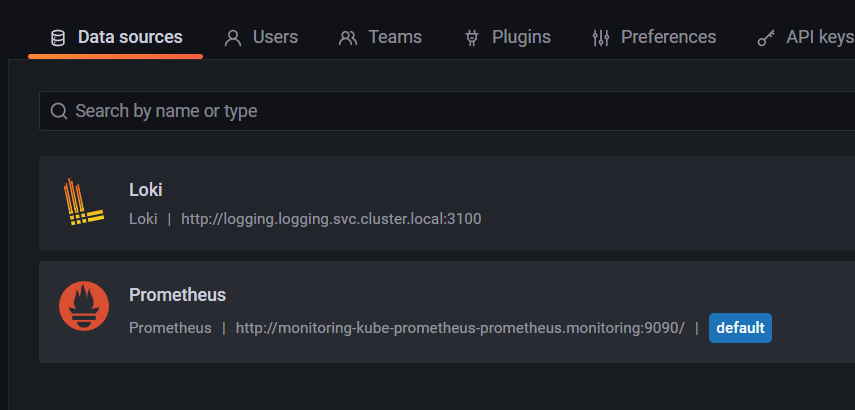 Data sources Users Teams Plugins Preferences API keys
Search by name or type
Loki
Loki | http://logging.logging.svc.cluster.local:3100
Prometheus
Prometheus | http://monitoring-kube-prometheus-prometheus.monitoring:9090/ | default